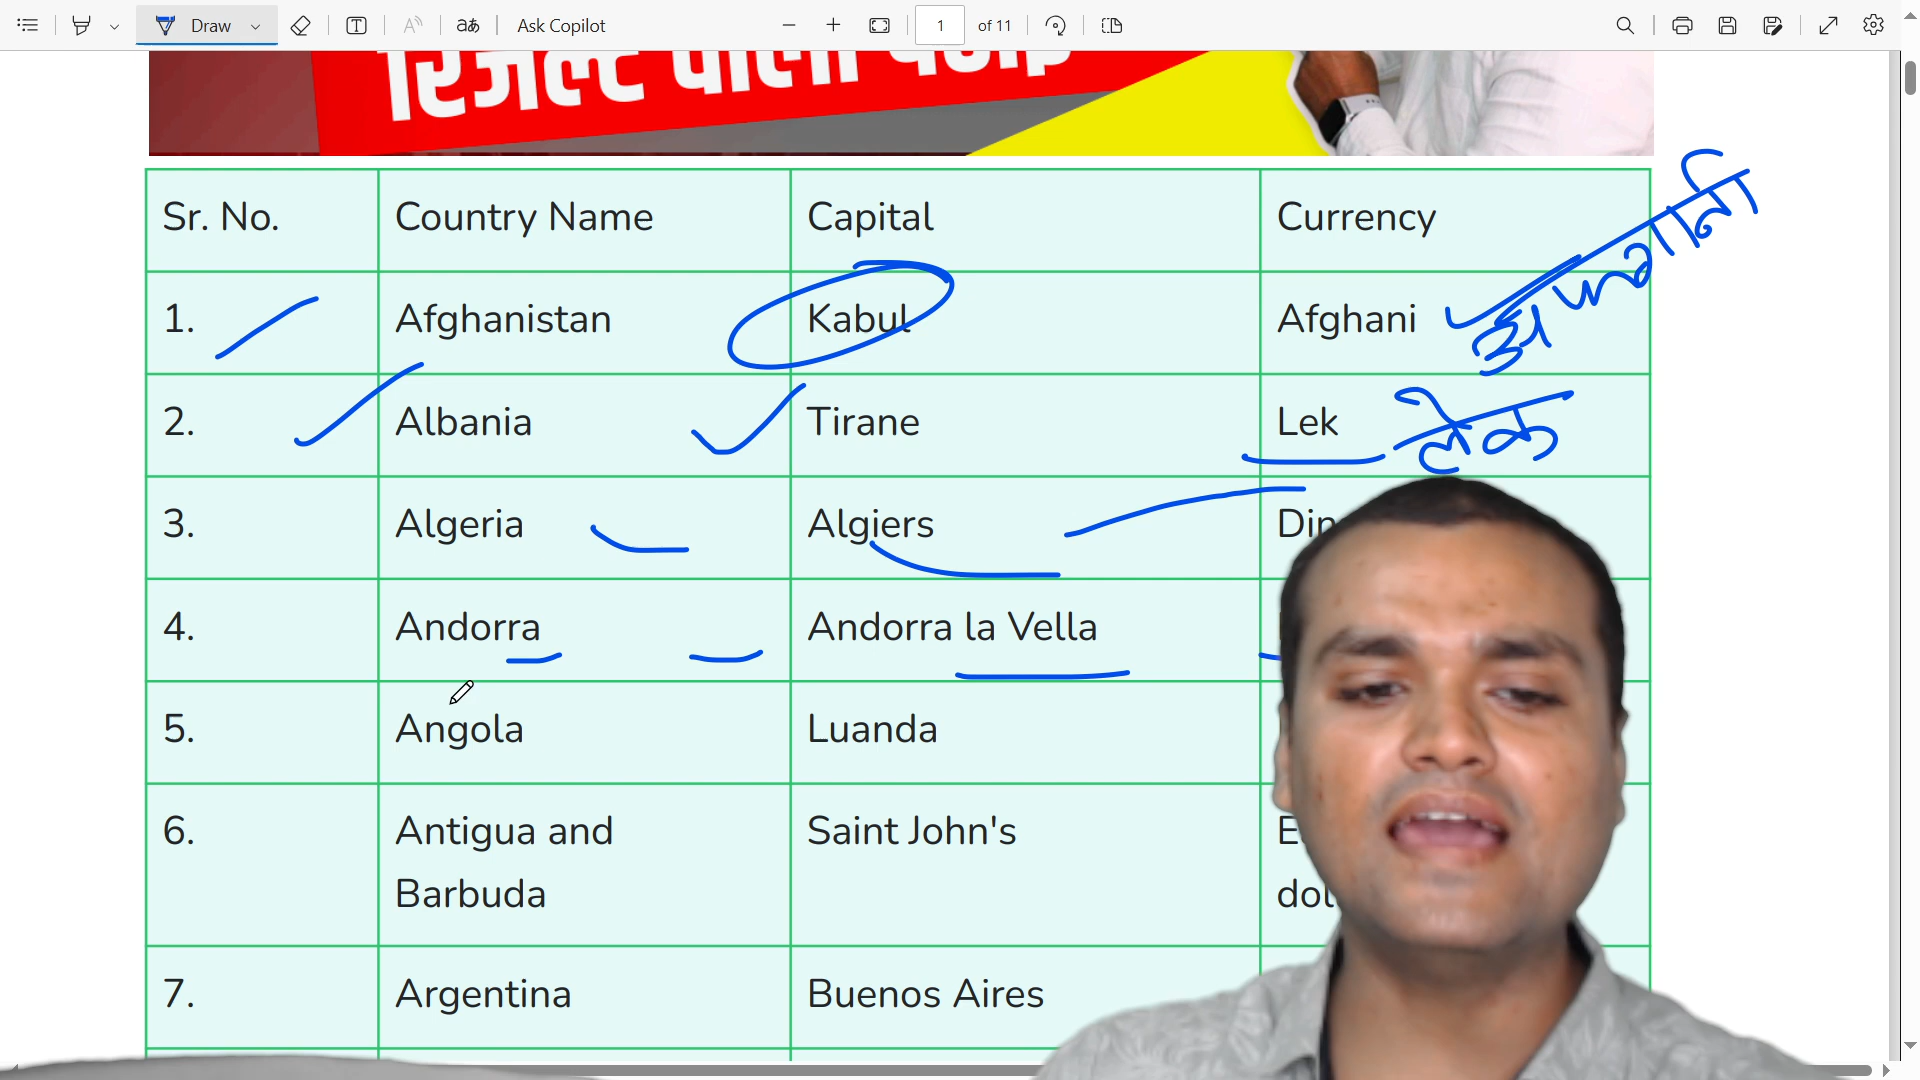 Draw
Ask Copilot
1 of 11
रिजल्ट वाला
Sr. No. Country Name Capital Currency
1. Afghanistan Kabul Afghani
अफगानी
2. Albania Tirane Lek
लेक
3. Algeria Algiers
4. Andorra Andorra la Vella
5. Angola Luanda
6. Antigua and Saint John's
Barbuda
7. Argentina Buenos Aires